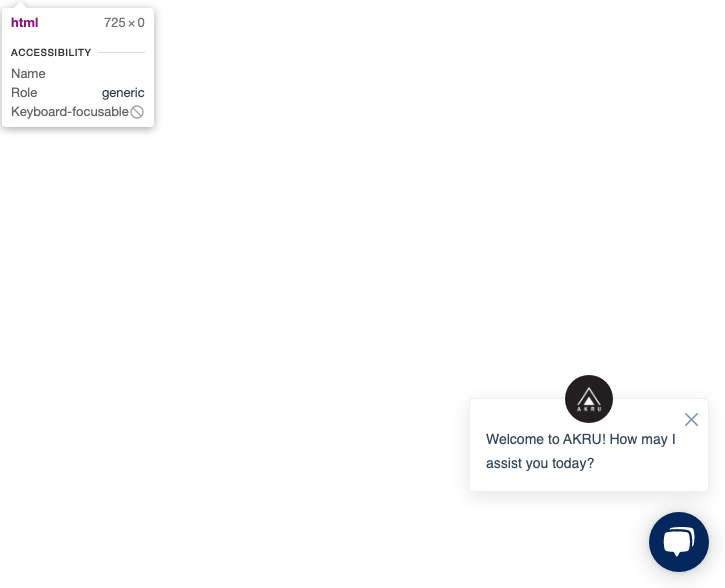 html 725 × 0
ACCESSIBILITY
Name
Role generic
Keyboard-focusable
AKRU
Welcome to AKRU! How may I
assist you today?